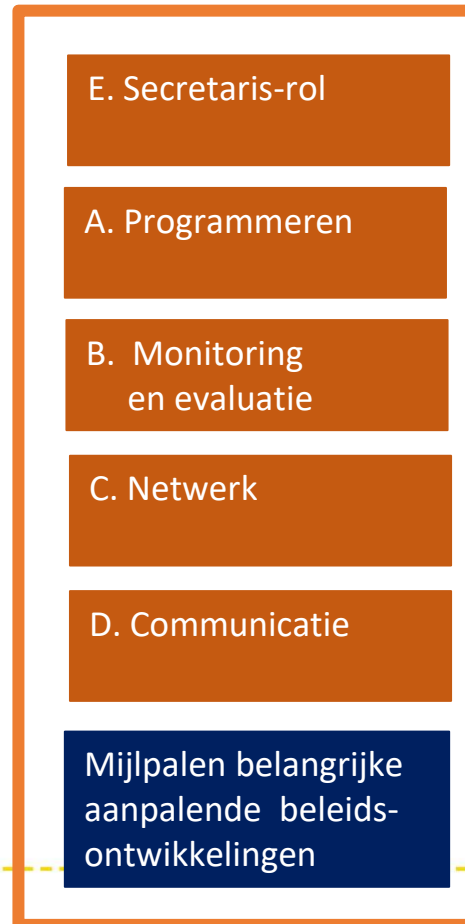 E. Secretaris-rol
A. Programmeren
B. Monitoring
en evaluatie
C. Netwerk
D. Communicatie
Mijlpalen belangrijke
aanpalende beleids-
ontwikkelingen